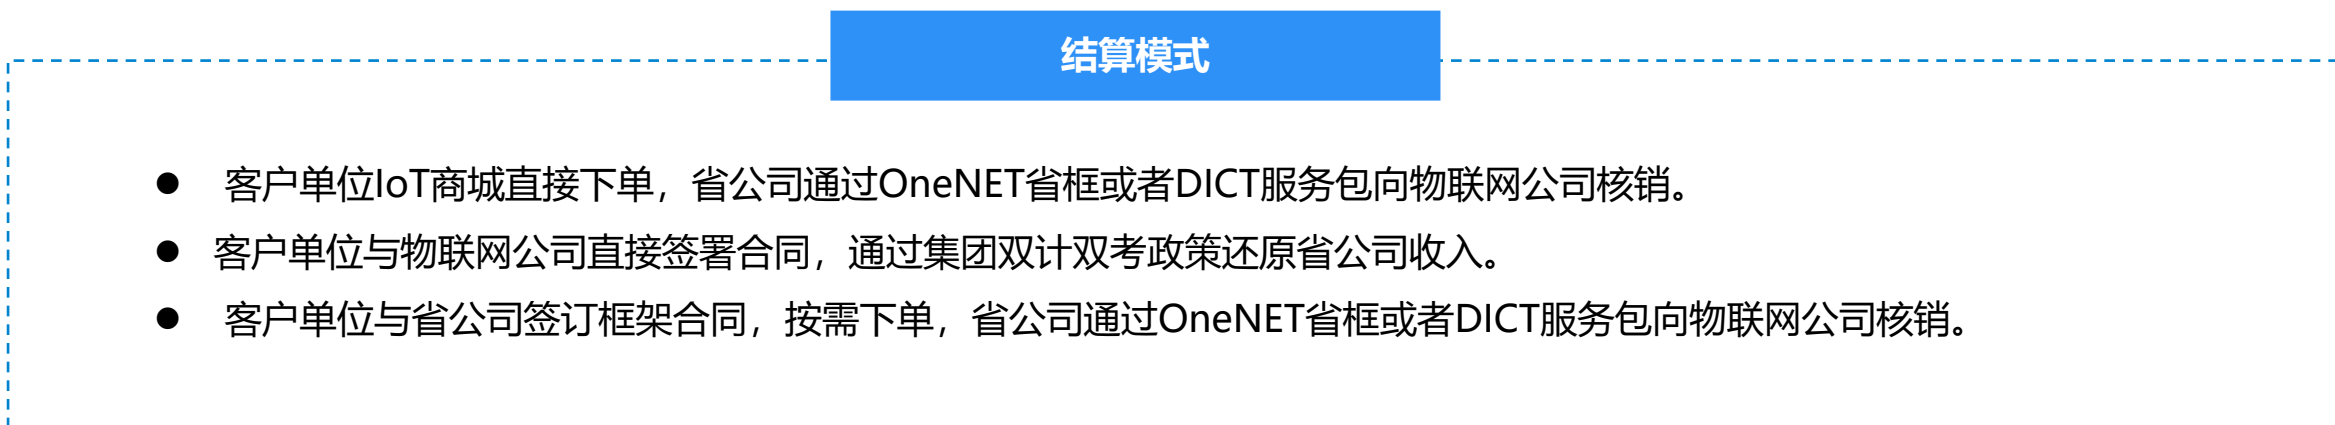 结算模式
● 客户单位IoT商城直接下单，省公司通过OneNET省框或者DICT服务包向物联网公司核销。
● 客户单位与物联网公司直接签署合同，通过集团双计双考政策还原省公司收入。
● 客户单位与省公司签订框架合同，按需下单，省公司通过OneNET省框或者DICT服务包向物联网公司核销。